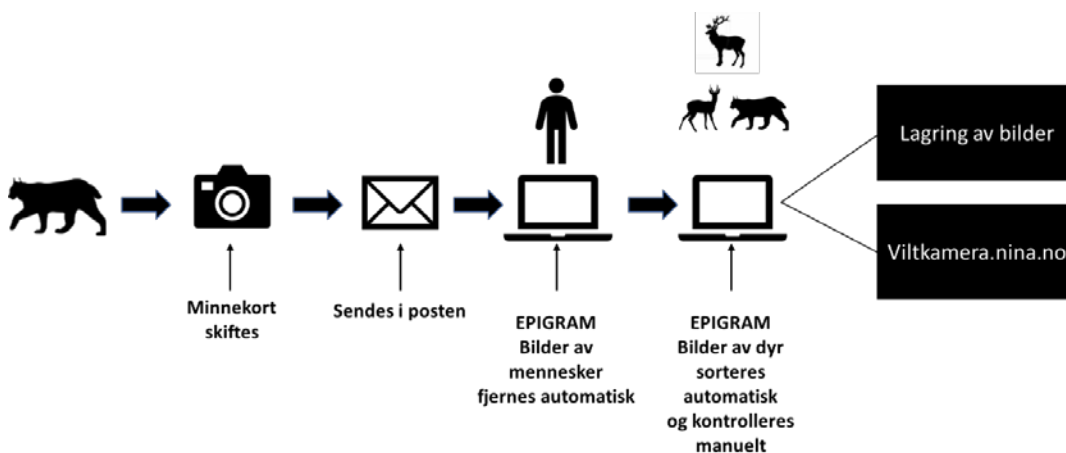 Minnekort
skiftes
Sendes i posten
EPIGRAM
Bilder av
mennesker
fjernes automatisk
EPIGRAM
Bilder av dyr
sorteres
automatisk
og kontrolleres
manuelt
Lagring av bilder
Viltkamera.nina.no